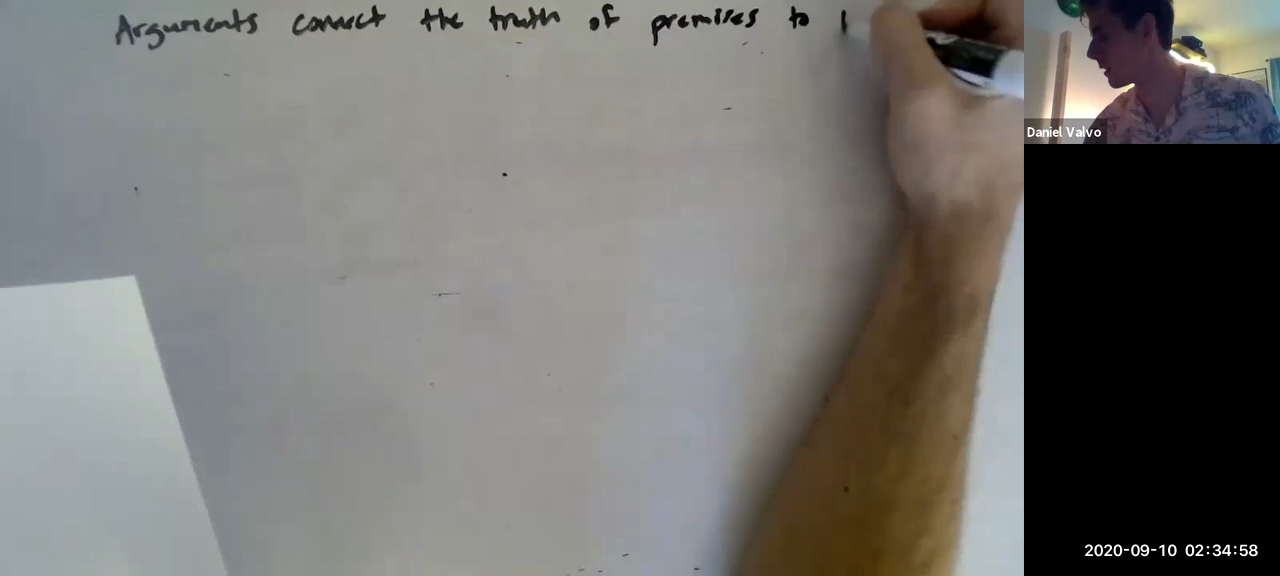 Arguments connect the truth of premises to
Daniel Valvo
2020-09-10 02:34:58